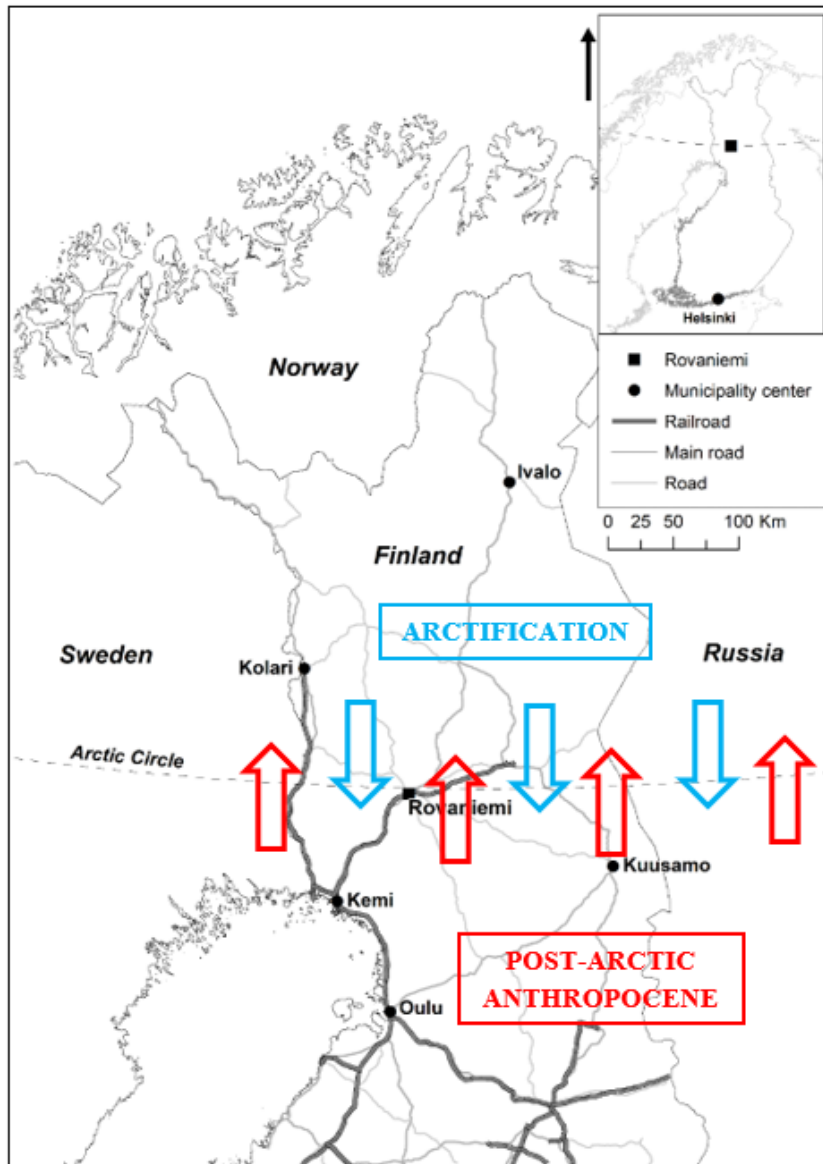 Helsinki
Rovaniemi
Municipality center
Railroad
Main road
Road
0 25 50 100 Km
Norway
Ivalo
Finland
ARCTIFICATION
Sweden
Russia
Kolari
Arctic Circle
Rovaniemi
Kuusamo
Kemi
POST-ARCTIC
ANTHROPOCENE
Oulu